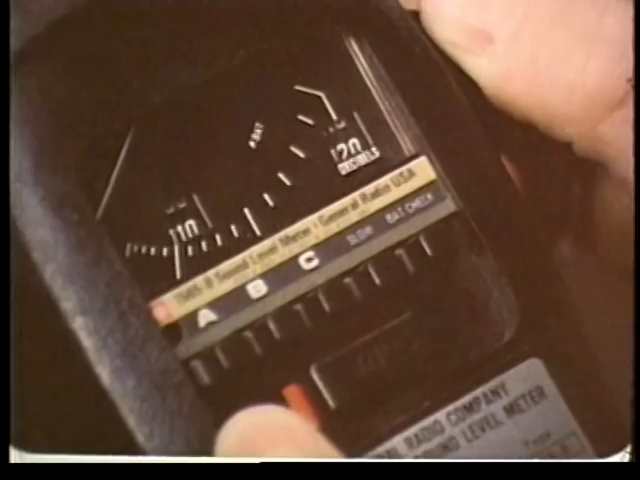 BAT
120
DECIBELS
110
1565-B Sound Level Meter · General Radio USA
A B C SLOW BAT CHECK
RADIO COMPANY
SOUND LEVEL METER
Type